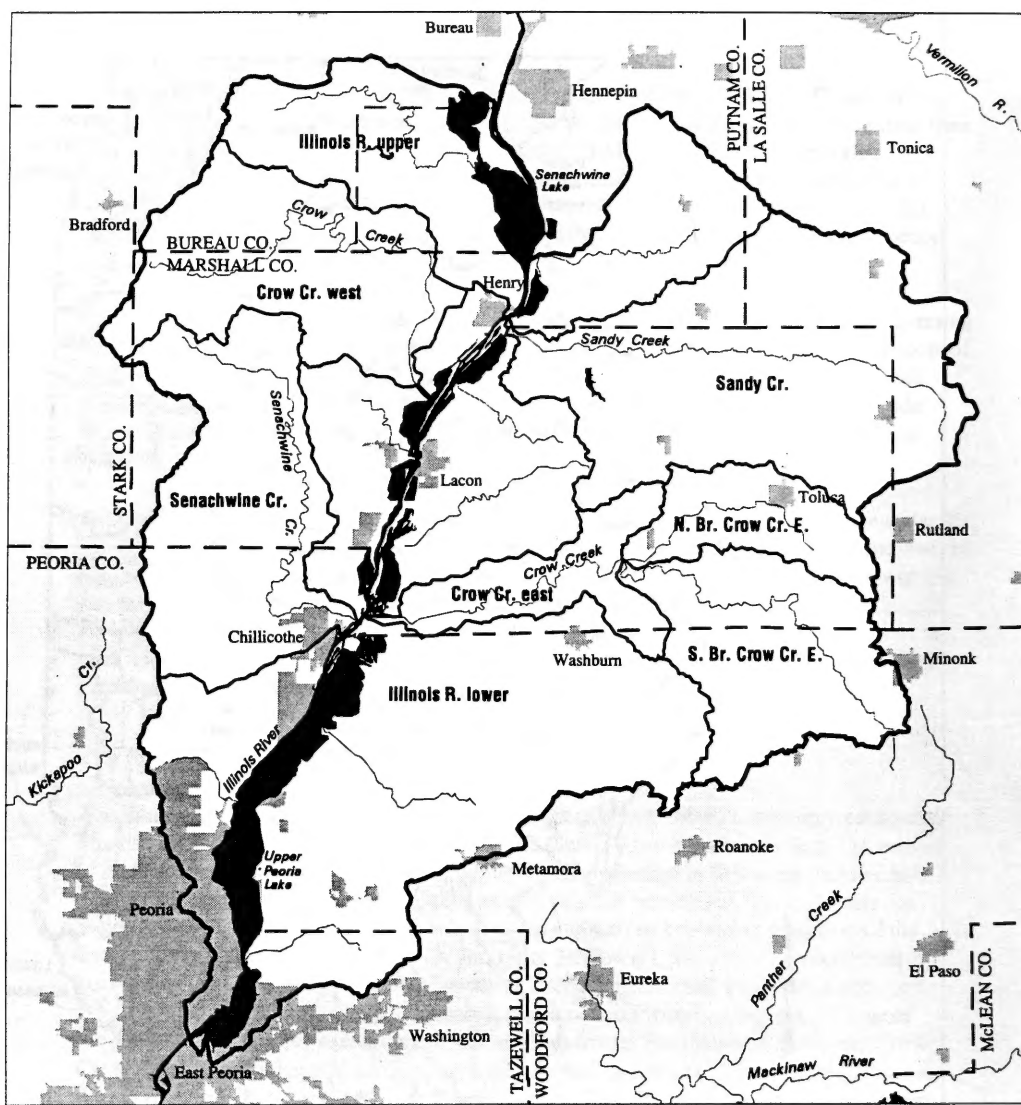 Bureau
Vermilion
R.
Hennepin
PUTNAM CO.
LA SALLE CO.
Illinois R. upper
Tonica
Senachwine
Lake
Bradford
Crow
Creek
BUREAU CO.
MARSHALL CO.
Henry
Crow Cr. west
Sandy Creek
Sandy Cr.
Senachwine
Cr.
STARK CO.
Lacon
Senachwine Cr.
Toluca
N. Br. Crow Cr. E.
Rutland
PEORIA CO.
Crow Creek
Crow Cr. east
Chillicothe
Washburn
S. Br. Crow Cr. E.
Minonk
Kickapoo
Cr.
Illinois R. lower
Illinois River
Upper
Peoria
Lake
Metamora
Roanoke
Peoria
Panther
Creek
El Paso
Eureka
TAZEWELL CO.
WOODFORD CO.
McLEAN CO.
Washington
East Peoria
Mackinaw River